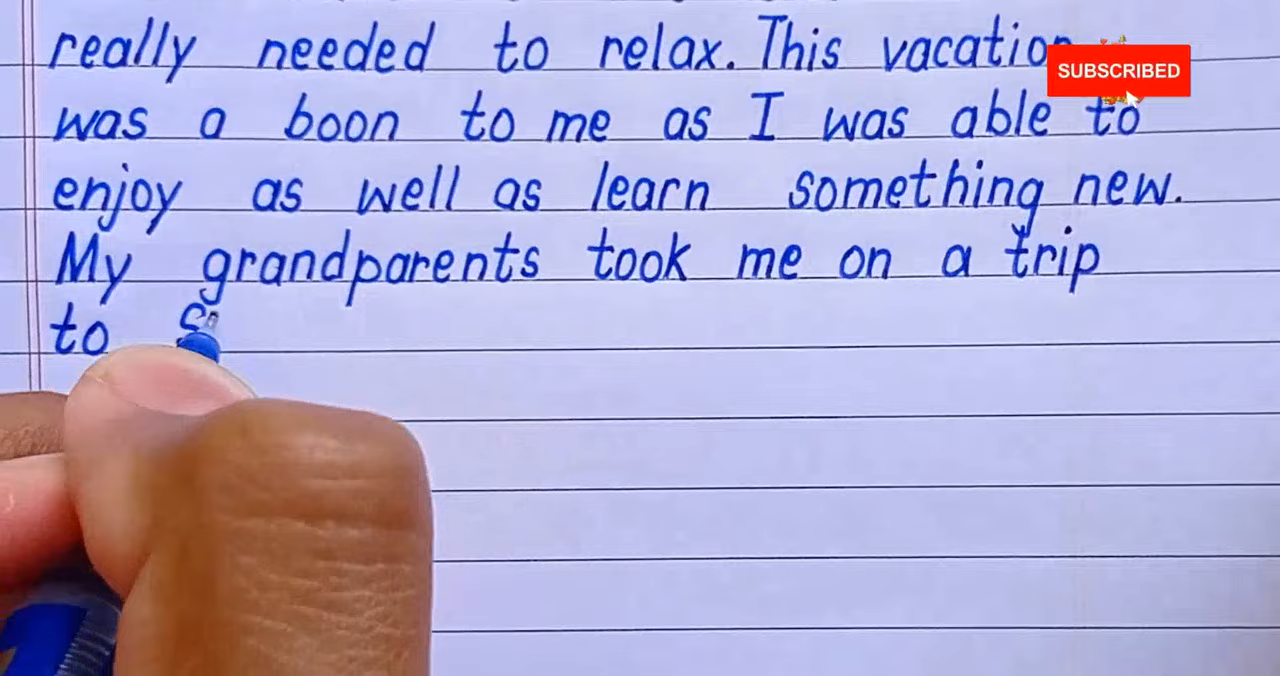 really needed to relax. This vacation
SUBSCRIBED
was a boon to me as I was able to
enjoy as well as learn something new.
My grandparents took me on a trip
to